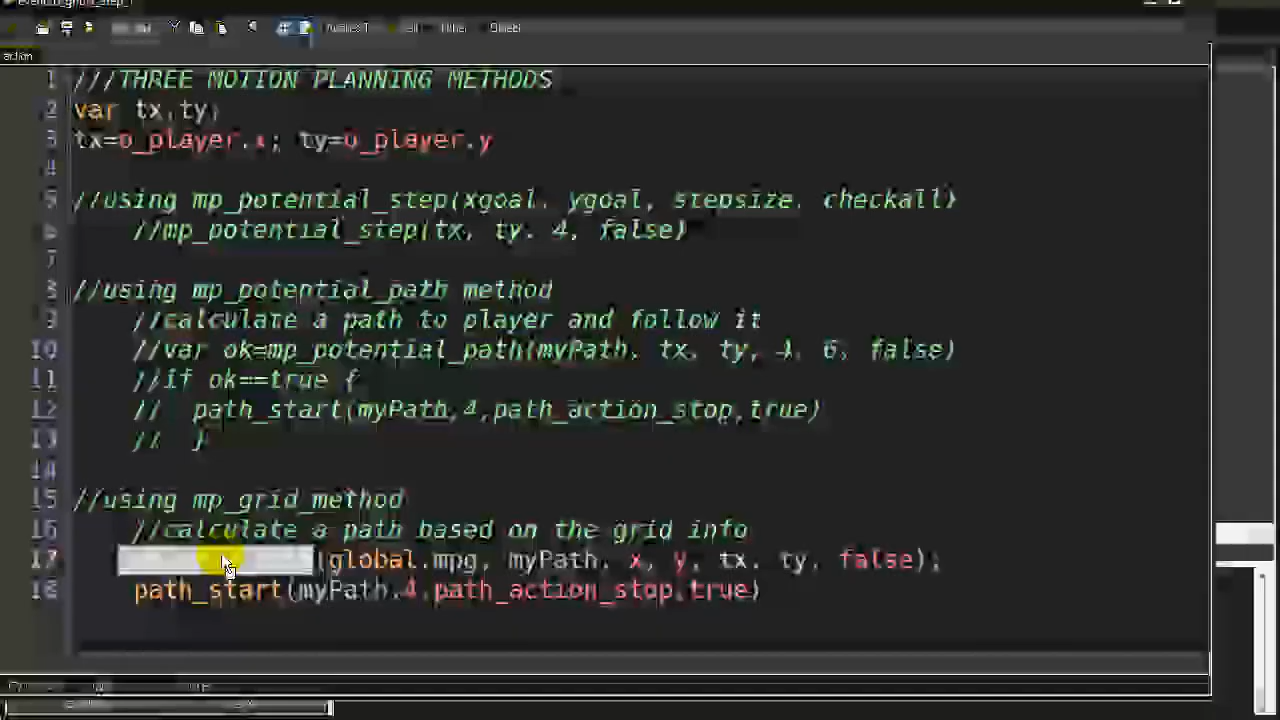 action
1 ///THREE MOTION PLANNING METHODS
2 var tx,ty;
3 tx=o_player.x; ty=o_player.y
4
5 //using mp_potential_step(xgoal, ygoal, stepsize, checkall)
6 //mp_potential_step(tx, ty, 4, false)
7
8 //using mp_potential_path method
9 //calculate a path to player and follow it
10 //var ok=mp_potential_path(myPath, tx, ty, 4, 6, false)
11 //if ok==true {
12 // path_start(myPath,4,path_action_stop,true)
13 // }
14
15 //using mp_grid_method
16 //calculate a path based on the grid info
17 (global.mpg, myPath, x, y, tx, ty, false);
18 path_start(myPath,4,path_action_stop,true)